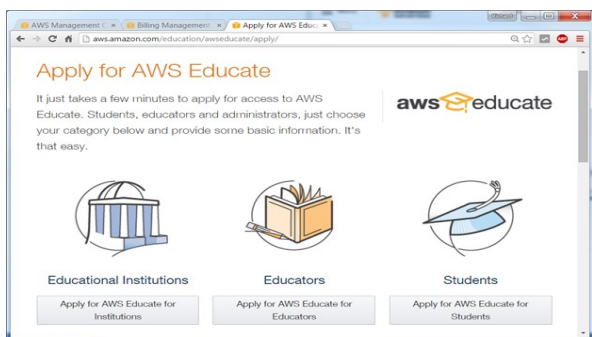 AWS Management C
Billing Management
Apply for AWS Educ
aws.amazon.com/education/awseducate/apply/
Apply for AWS Educate
It just takes a few minutes to apply for access to AWS
Educate. Students, educators and administrators, just choose
your category below and provide some basic information. It's
that easy.
aws educate
Educational Institutions
Educators
Students
Apply for AWS Educate for
Institutions
Apply for AWS Educate for
Educators
Apply for AWS Educate for
Students